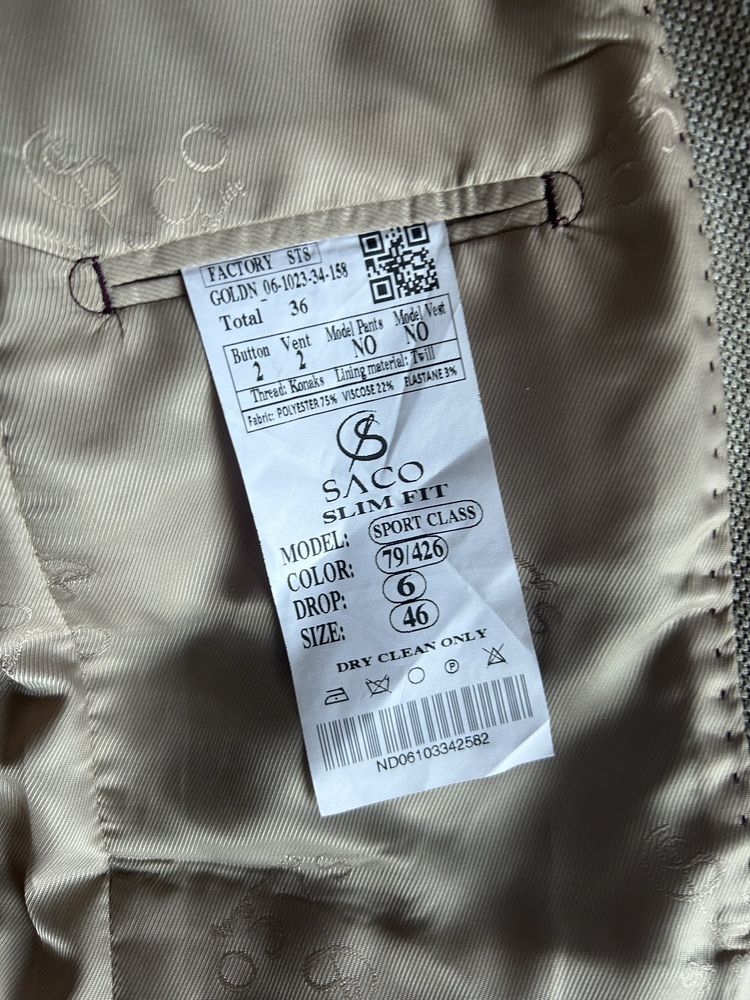 FACTORY STS
GOLDN_06-1023-34-158
Total 36
Button Vent Model Pants Model Vest
2 2 NO NO
Thread: Konaks Lining material: Twill
Fabric: POLYESTER 75% VISCOSE 22% ELASTANE 3%
SACO
SLIM FIT
MODEL: SPORT CLASS
COLOR: 79/426
DROP: 6
SIZE: 46
DRY CLEAN ONLY
P
ND06103342582